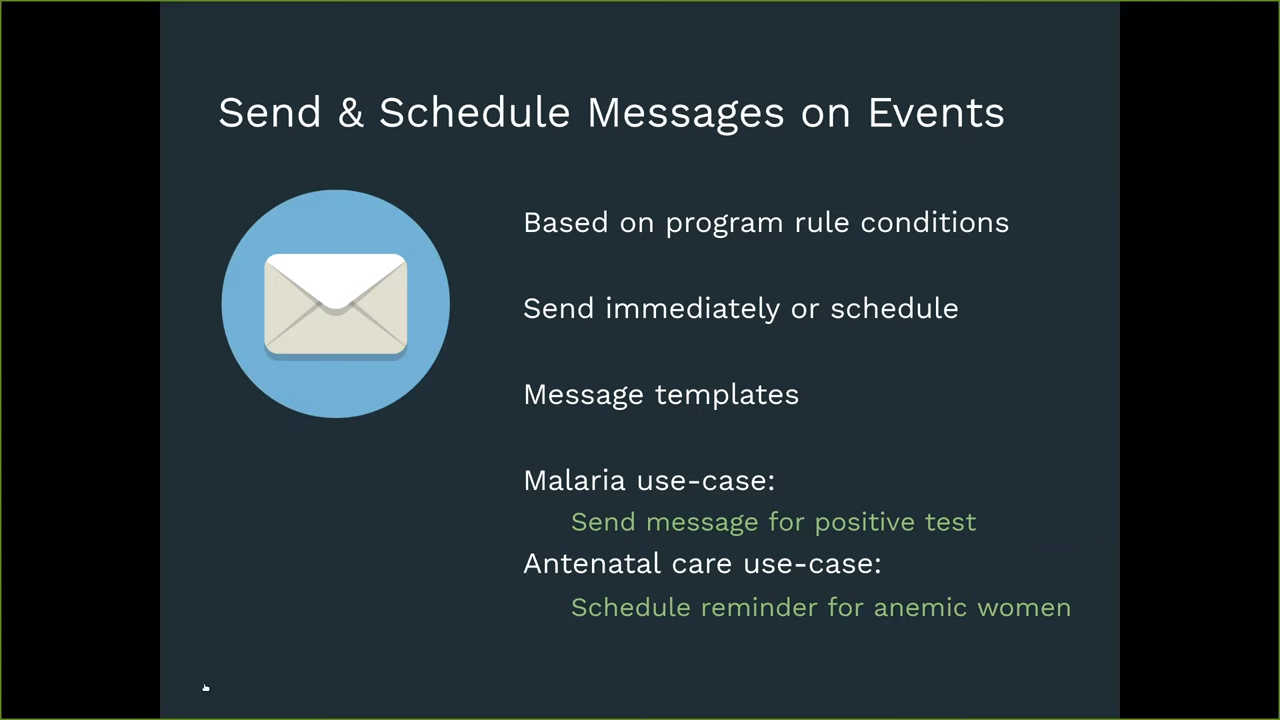 Send & Schedule Messages on Events
Based on program rule conditions
Send immediately or schedule
Message templates
Malaria use-case:
Send message for positive test
Antenatal care use-case:
Schedule reminder for anemic women